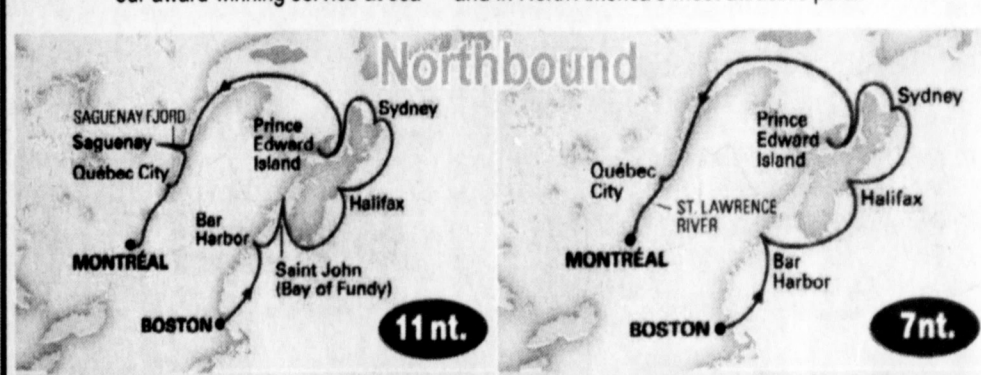 Northbound
SAGUENAY FJORD
Saguenay
Québec City
MONTRÉAL
Prince
Edward
Island
Sydney
Halifax
Bar
Harbor
Saint John
(Bay of Fundy)
BOSTON
11 nt.
Sydney
Prince
Edward
Island
Québec
City
ST. LAWRENCE
RIVER
Halifax
MONTRÉAL
Bar
Harbor
BOSTON
7nt.